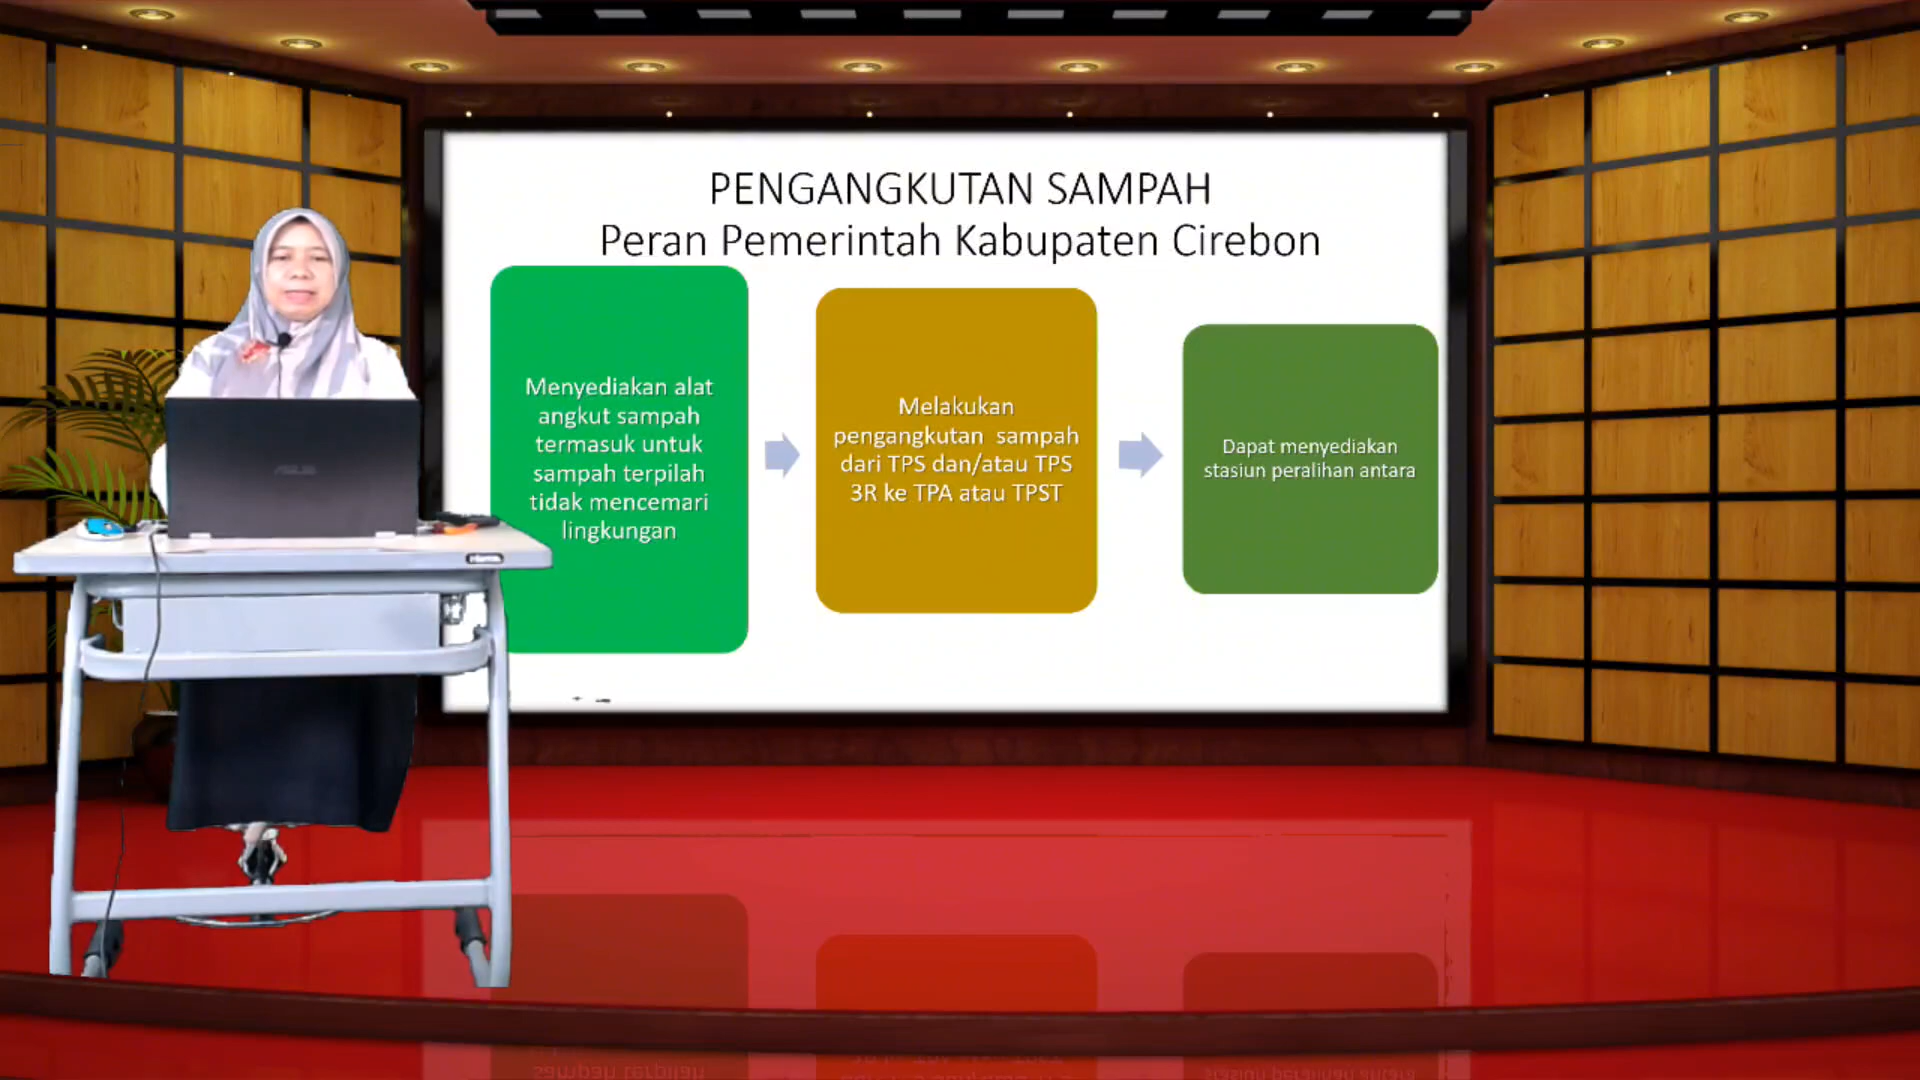 PENGANGKUTAN SAMPAH
Peran Pemerintah Kabupaten Cirebon
Menyediakan alat
angkut sampah
termasuk untuk
sampah terpilah
tidak mencemari
lingkungan
Melakukan
pengangkutan sampah
dari TPS dan/atau TPS
3R ke TPA atau TPST
Dapat menyediakan
stasiun peralihan antara
ASUS